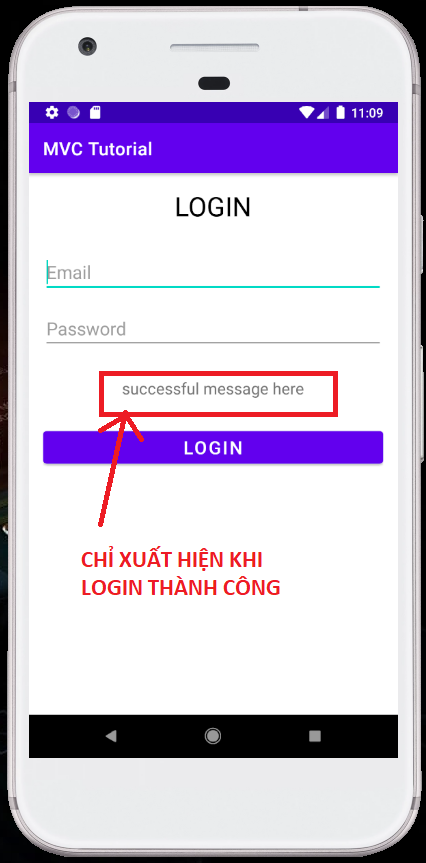 11:09
MVC Tutorial
LOGIN
Email
Password
successful message here
LOGIN
CHỈ XUẤT HIỆN KHI
LOGIN THÀNH CÔNG